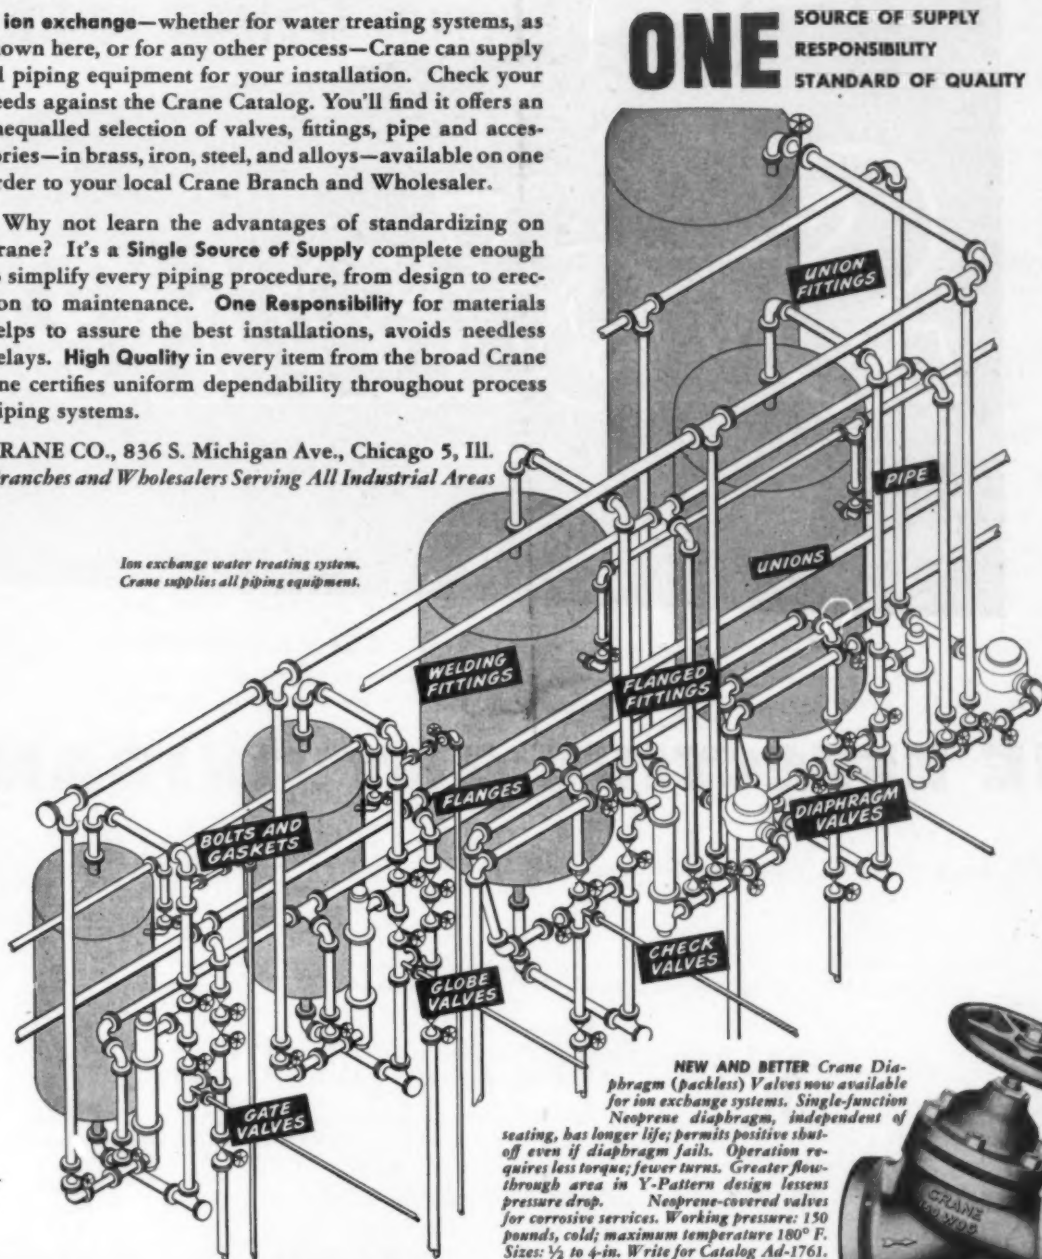 ion exchange—whether for water treating systems, as
own here, or for any other process—Crane can supply
piping equipment for your installation. Check your
eeds against the Crane Catalog. You'll find it offers an
nequalled selection of valves, fittings, pipe and acces-
ories—in brass, iron, steel, and alloys—available on one
rder to your local Crane Branch and Wholesaler.
Why not learn the advantages of standardizing on
rane? It's a Single Source of Supply complete enough
simplify every piping procedure, from design to erec-
on to maintenance. One Responsibility for materials
elps to assure the best installations, avoids needless
elays. High Quality in every item from the broad Crane
ne certifies uniform dependability throughout process
iping systems.
RANE CO., 836 S. Michigan Ave., Chicago 5, Ill.
ranches and Wholesalers Serving All Industrial Areas
ONE
SOURCE OF SUPPLY
RESPONSIBILITY
STANDARD OF QUALITY
Ion exchange water treating system.
Crane supplies all piping equipment.
UNION
FITTINGS
PIPE
UNIONS
WELDING
FITTINGS
FLANGED
FITTINGS
FLANGES
DIAPHRAGM
VALVES
BOLTS AND
GASKETS
CHECK
VALVES
GLOBE
VALVES
GATE
VALVES
NEW AND BETTER Crane Dia-
phragm (packless) Valves now available
for ion exchange systems. Single-function
Neoprene diaphragm, independent of
seating, has longer life; permits positive shut-
off even if diaphragm fails. Operation re-
quires less torque; fewer turns. Greater flow-
through area in Y-Pattern design lessens
pressure drop. Neoprene-covered valves
for corrosive services. Working pressure: 150
pounds, cold; maximum temperature 180° F.
Sizes: ½ to 4-in. Write for Catalog Ad-1761.
CRANE